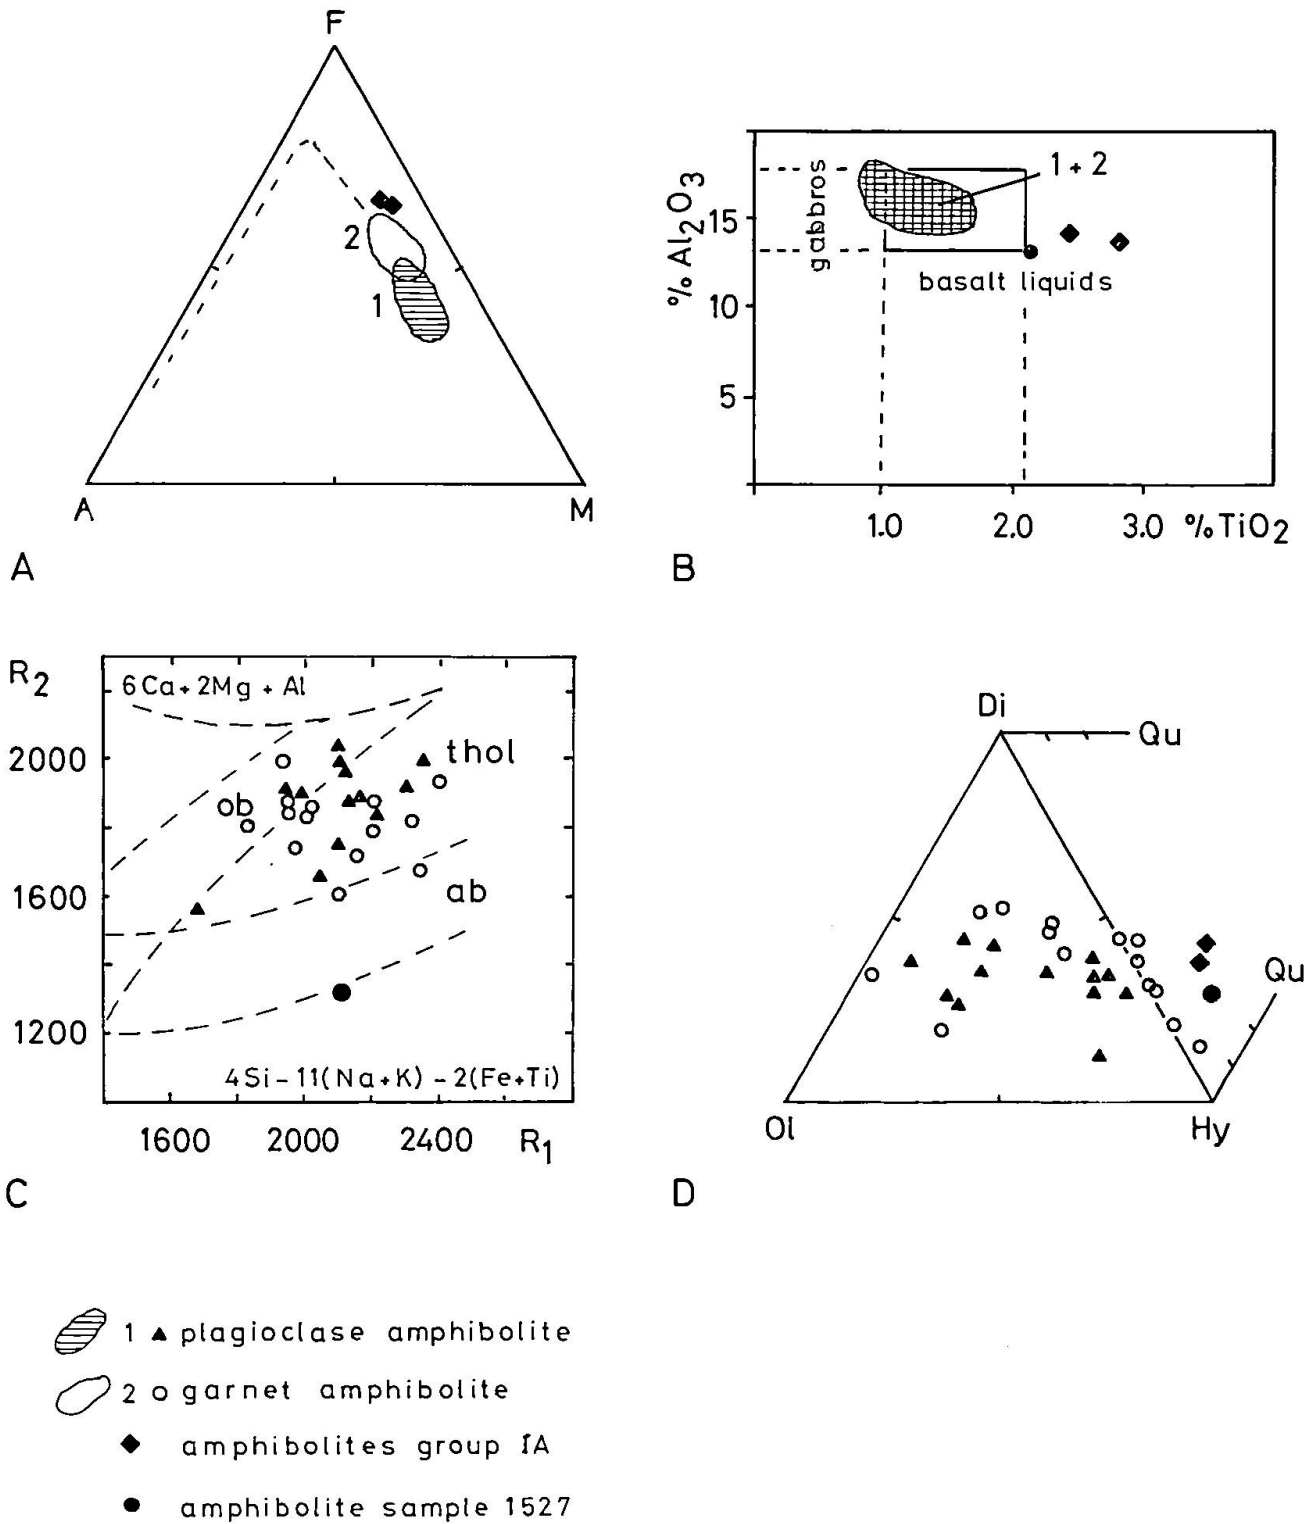 F
2
1
A M
A
% Al2O3
15
10
5
gabbros
1 + 2
basalt liquids
1.0 2.0 3.0 % TiO2
B
R2
6Ca+2Mg+Al
2000
1600
1200
thol
ob
ab
4Si-11(Na+K)-2(Fe+Ti)
1600 2000 2400 R1
C
Di
Qu
Qu
Ol Hy
D
1 plagioclase amphibolite
2 garnet amphibolite
amphibolites group IA
amphibolite sample 1527